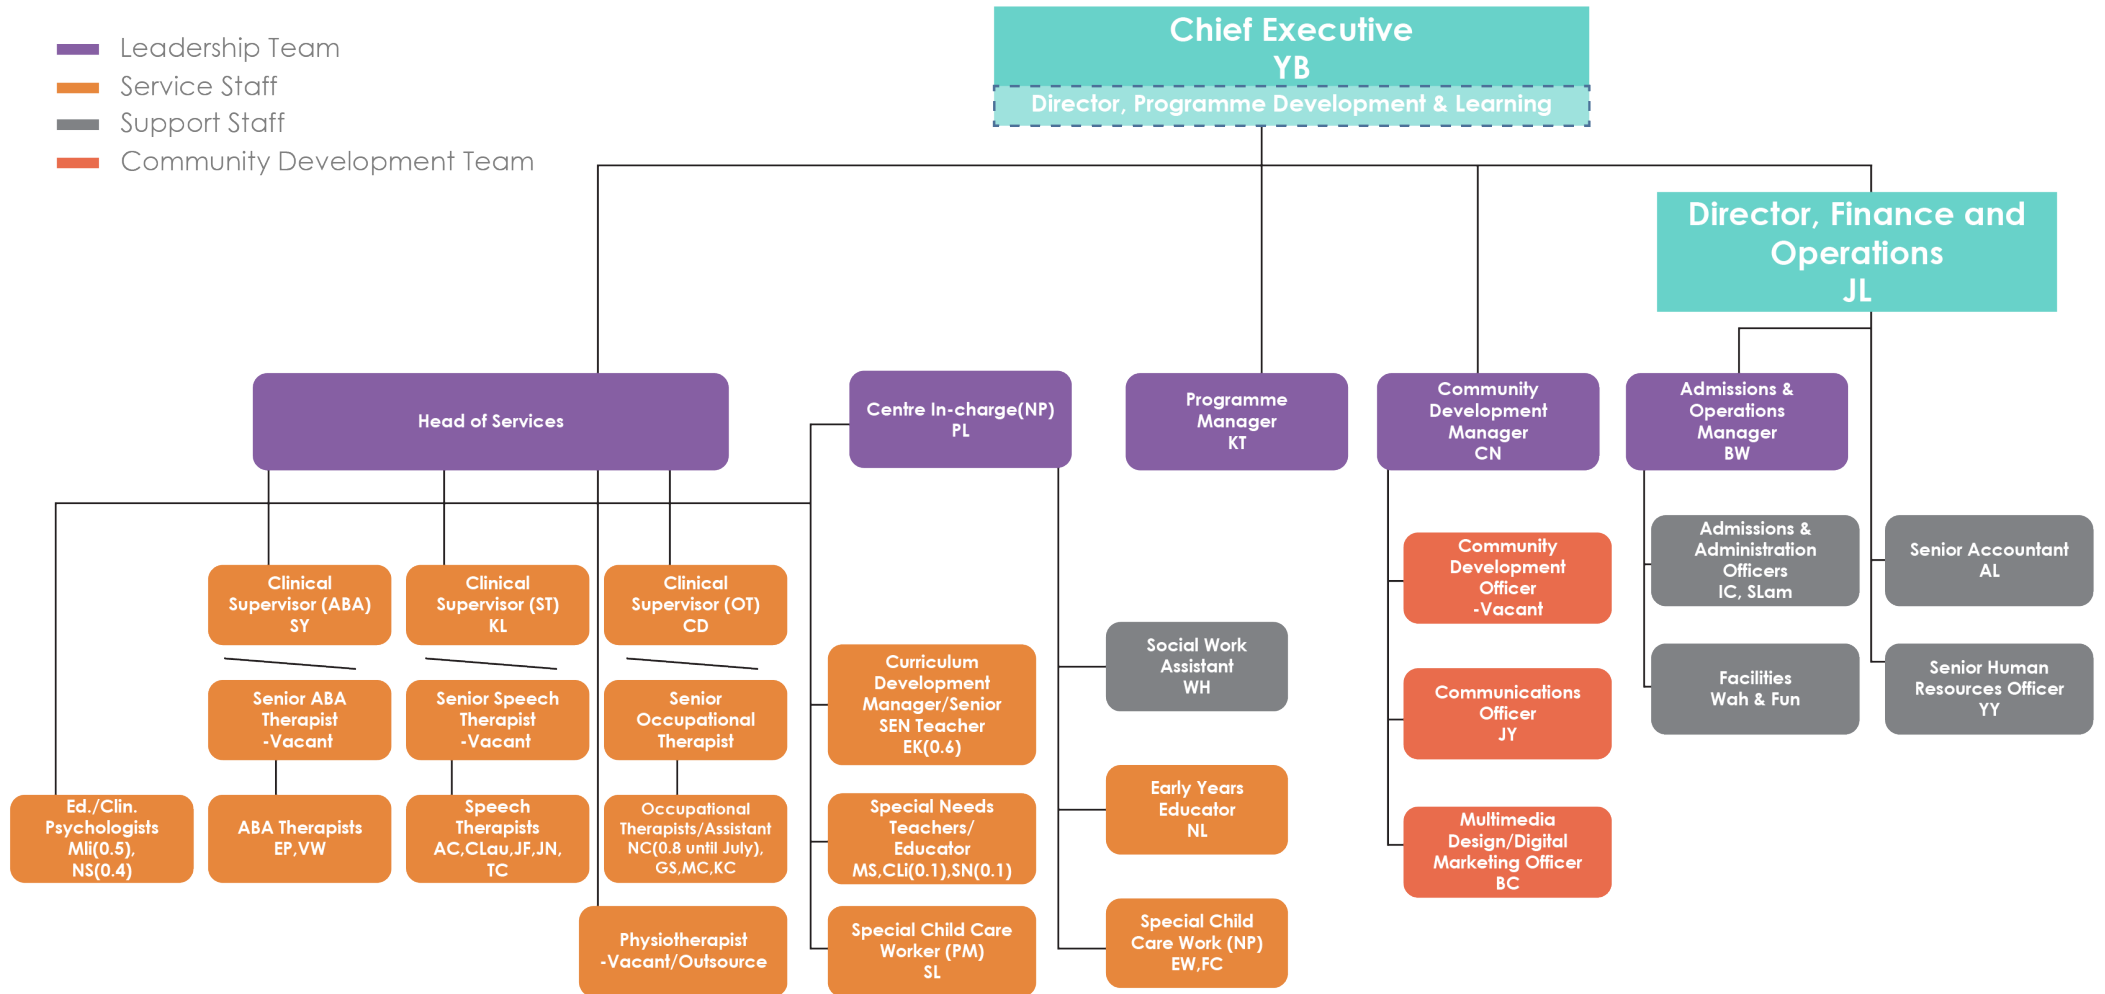 Leadership Team
Service Staff
Support Staff
Community Development Team
Chief Executive
YB
Director, Programme Development & Learning
Director, Finance and
Operations
JL
Head of Services
Centre In-charge(NP)
PL
Programme
Manager
KT
Community
Development
Manager
CN
Admissions &
Operations
Manager
BW
Clinical
Supervisor (ABA)
SY
Clinical
Supervisor (ST)
KL
Clinical
Supervisor (OT)
CD
Senior ABA
Therapist
-Vacant
Senior Speech
Therapist
-Vacant
Senior
Occupational
Therapist
Ed./Clin.
Psychologists
Mli(0.5),
NS(0.4)
ABA Therapists
EP,VW
Speech
Therapists
AC,CLau,JF,JN,
TC
Occupational
Therapists/Assistant
NC(0.8 until July),
GS,MC,KC
Physiotherapist
-Vacant/Outsource
Curriculum
Development
Manager/Senior
SEN Teacher
EK(0.6)
Special Needs
Teachers/
Educator
MS,CLi(0.1),SN(0.1)
Special Child Care
Worker (PM)
SL
Social Work
Assistant
WH
Early Years
Educator
NL
Special Child
Care Work (NP)
EW,FC
Community
Development
Officer
-Vacant
Communications
Officer
JY
Multimedia
Design/Digital
Marketing Officer
BC
Admissions &
Administration
Officers
IC, SLam
Facilities
Wah & Fun
Senior Accountant
AL
Senior Human
Resources Officer
YY